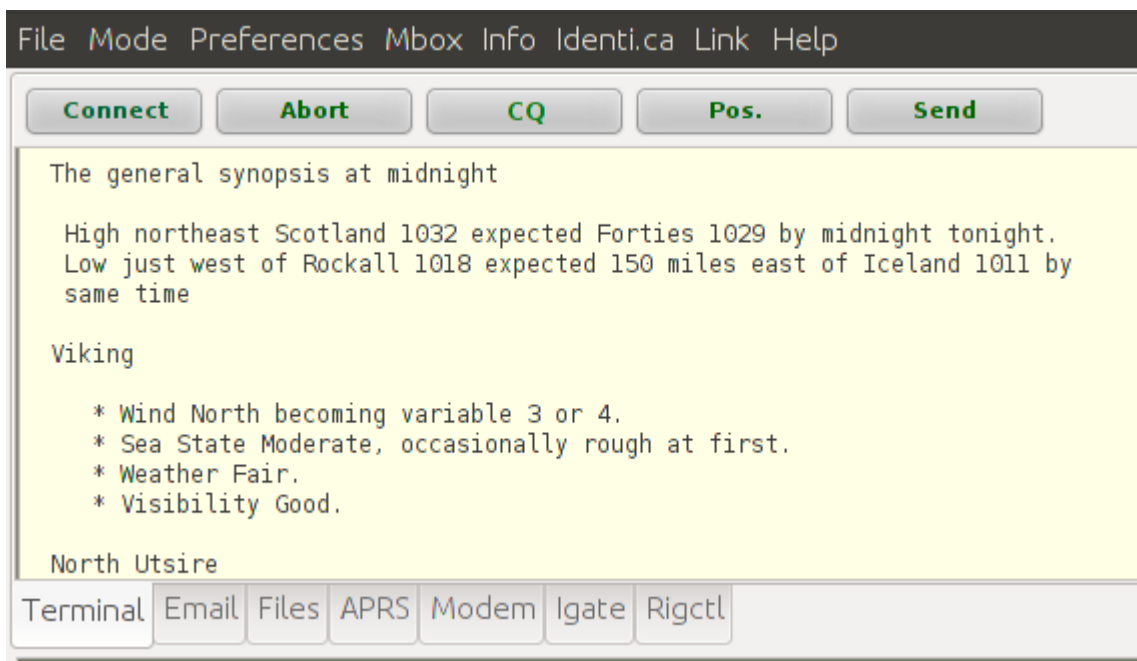 File Mode Preferences Mbox Info Identi.ca Link Help
Connect Abort CQ Pos. Send
The general synopsis at midnight
High northeast Scotland 1032 expected Forties 1029 by midnight tonight.
Low just west of Rockall 1018 expected 150 miles east of Iceland 1011 by
same time
Viking
* Wind North becoming variable 3 or 4.
* Sea State Moderate, occasionally rough at first.
* Weather Fair.
* Visibility Good.
North Utsire
Terminal Email Files APRS Modem Igate Rigctl